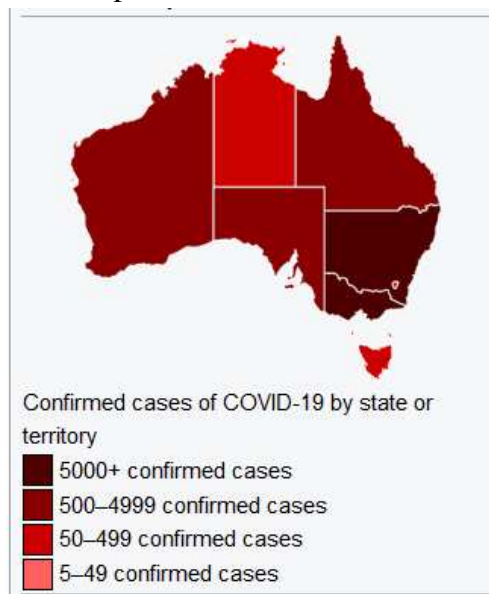 Confirmed cases of COVID-19 by state or
territory
5000+ confirmed cases
500–4999 confirmed cases
50–499 confirmed cases
5–49 confirmed cases